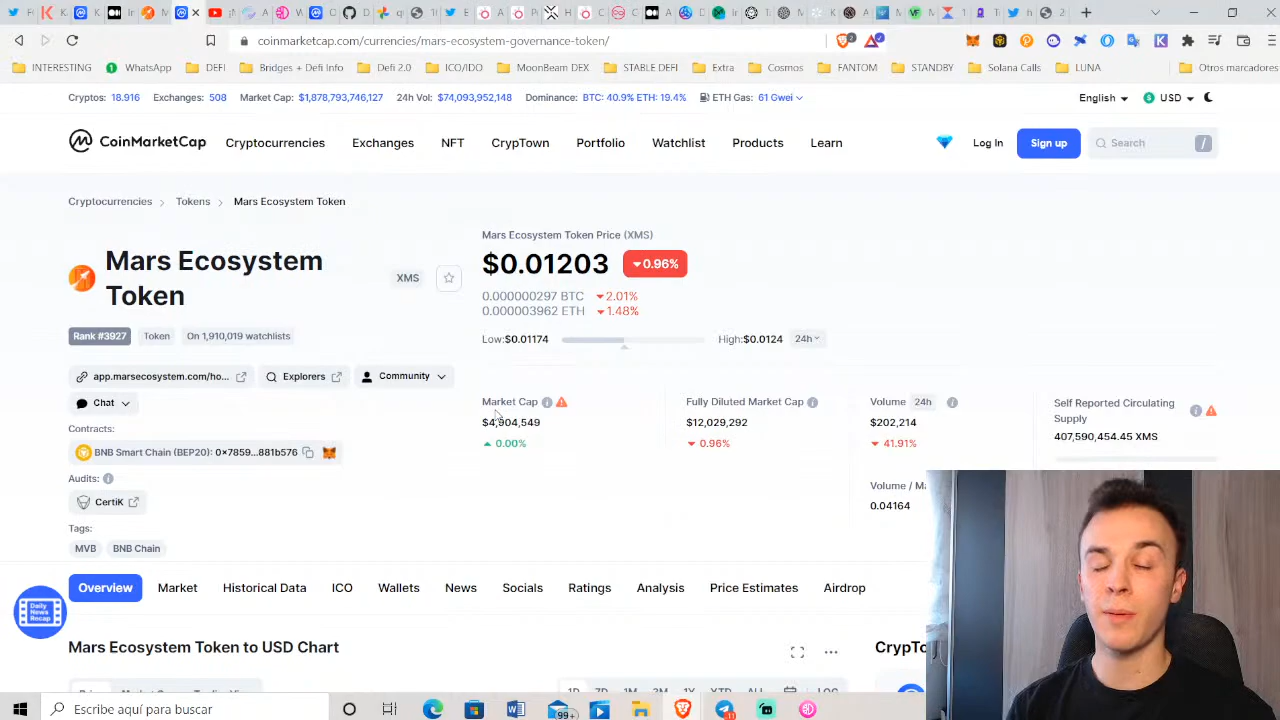 coinmarketcap.com/currencies/mars-ecosystem-governance-token/
2
INTERESTING WhatsApp DEFI Bridges + Defi Info Defi 2.0 ICO/IDO MoonBeam DEX STABLE DEFI Extra Cosmos FANTOM STANDBY Solana Calls LUNA Otros marcadores
Cryptos: 18.916 Exchanges: 508 Market Cap: $1,878,793,746,127 24h Vol: $74,093,952,148 Dominance: BTC: 40.9% ETH: 19.4% ETH Gas: 61 Gwei English USD
CoinMarketCap Cryptocurrencies Exchanges NFT CrypTown Portfolio Watchlist Products Learn Log In Sign up Search /
Cryptocurrencies Tokens Mars Ecosystem Token
Mars Ecosystem Token Price (XMS)
Mars Ecosystem
Token
XMS
$0.01203 0.96%
0.000000297 BTC 2.01%
0.000003962 ETH 1.48%
Low:$0.01174 High:$0.0124 24h
Rank #3927 Token On 1,910,019 watchlists
app.marsecosystem.com/ho... Explorers Community
Chat
Market Cap
$4,904,549
0.00%
Fully Diluted Market Cap
$12,029,292
0.96%
Volume 24h
$202,214
41.91%
Self Reported Circulating
Supply
407,590,454.45 XMS
Contracts:
BNB Smart Chain (BEP20): 0x7859...881b576
Audits:
CertiK
Volume / Ma
0.04164
Tags:
MVB BNB Chain
Overview Market Historical Data ICO Wallets News Socials Ratings Analysis Price Estimates Airdrop
Daily
News
Recap
Mars Ecosystem Token to USD Chart
CrypTo
Escribe aquí para buscar
99+
11